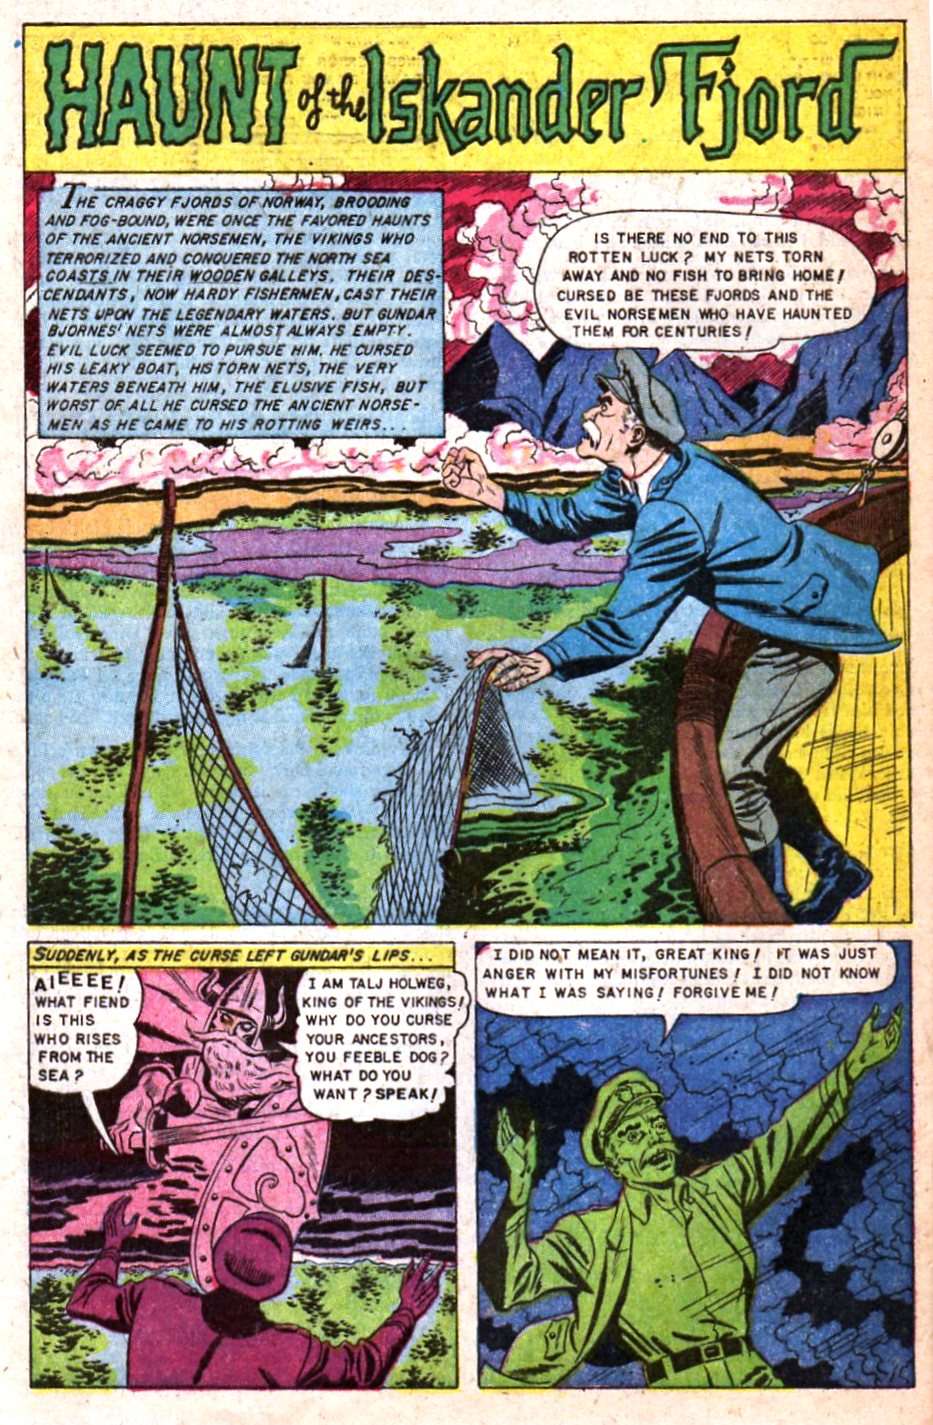 HAUNT of the Iskander Fjord
THE CRAGGY FJORDS OF NORWAY, BROODING
AND FOG-BOUND, WERE ONCE THE FAVORED HAUNTS
OF THE ANCIENT NORSEMEN, THE VIKINGS WHO
TERRORIZED AND CONQUERED THE NORTH SEA
COASTS IN THEIR WOODEN GALLEYS. THEIR DES-
CENDANTS, NOW HARDY FISHERMEN, CAST THEIR
NETS UPON THE LEGENDARY WATERS. BUT GUNDAR
BJORNES' NETS WERE ALMOST ALWAYS EMPTY.
EVIL LUCK SEEMED TO PURSUE HIM. HE CURSED
HIS LEAKY BOAT, HIS TORN NETS, THE VERY
WATERS BENEATH HIM, THE ELUSIVE FISH, BUT
WORST OF ALL HE CURSED THE ANCIENT NORSE-
MEN AS HE CAME TO HIS ROTTING WEIRS...
IS THERE NO END TO THIS
ROTTEN LUCK? MY NETS TORN
AWAY AND NO FISH TO BRING HOME!
CURSED BE THESE FJORDS AND THE
EVIL NORSEMEN WHO HAVE HAUNTED
THEM FOR CENTURIES!
SUDDENLY, AS THE CURSE LEFT GUNDAR'S LIPS...
AIEEEE!
WHAT FIEND
IS THIS
WHO RISES
FROM THE
SEA?
I AM TALJ HOLWEG,
KING OF THE VIKINGS!
WHY DO YOU CURSE
YOUR ANCESTORS,
YOU FEEBLE DOG?
WHAT DO YOU
WANT? SPEAK!
I DID NOT MEAN IT, GREAT KING! IT WAS JUST
ANGER WITH MY MISFORTUNES! I DID NOT KNOW
WHAT I WAS SAYING! FORGIVE ME!